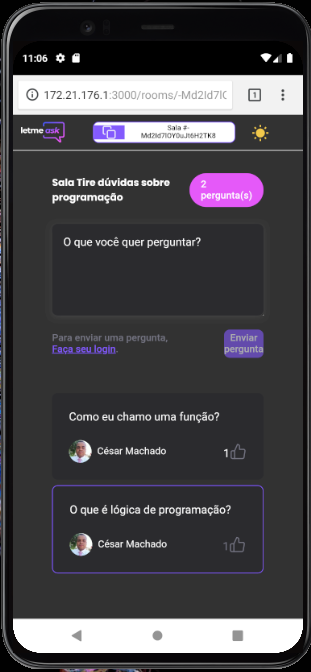 11:06
172.21.176.1:3000/rooms/-Md2Id7lO
1
letmeask
Sala #-
Md2Id7lOY0uJt6H2TK8
Sala Tire dúvidas sobre
programação
2
pergunta(s)
O que você quer perguntar?
Para enviar uma pergunta,
Faça seu login.
Enviar
pergunta
Como eu chamo uma função?
César Machado
1
O que é lógica de programação?
César Machado
1